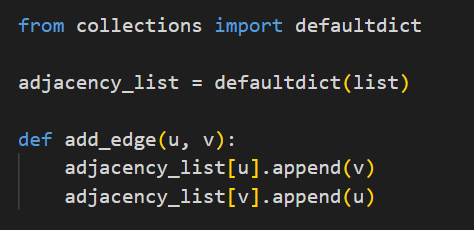 from collections import defaultdict

adjacency_list = defaultdict(list)

def add_edge(u, v):
    adjacency_list[u].append(v)
    adjacency_list[v].append(u)